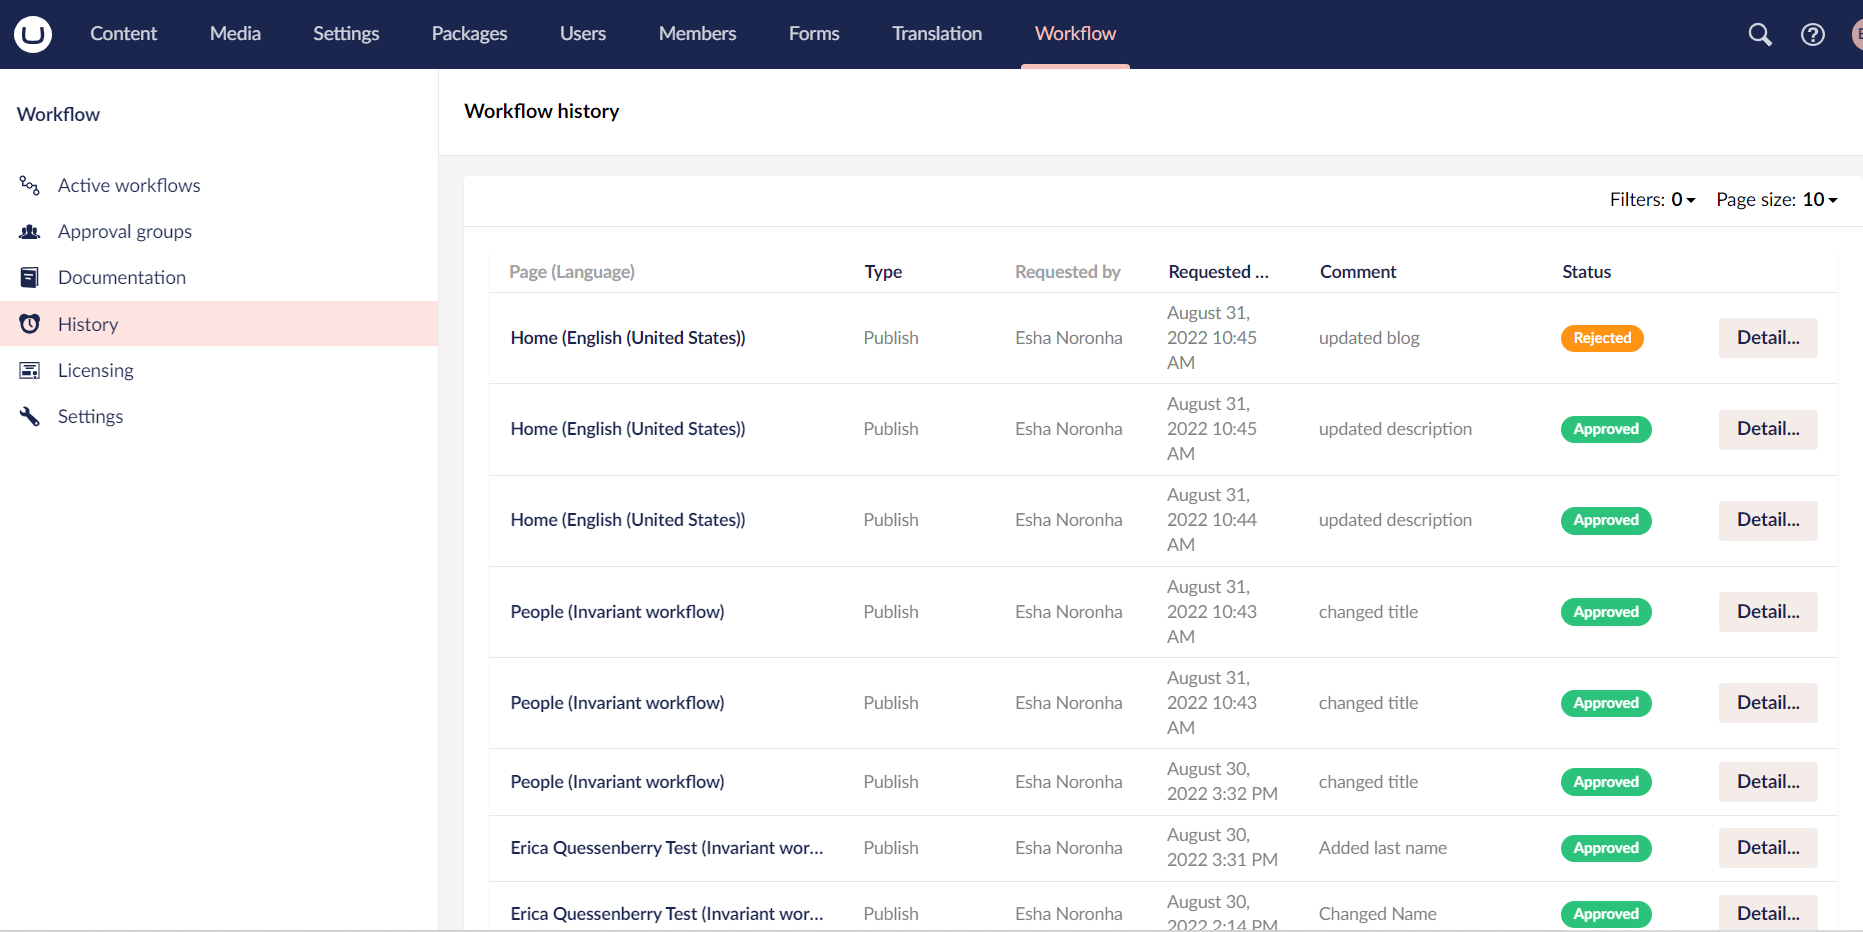 Content Media Settings Packages Users Members Forms Translation Workflow
Workflow
Active workflows
Approval groups
Documentation
History
Licensing
Settings
Workflow history
Filters: 0 Page size: 10
Page (Language) Type Requested by Requested ... Comment Status
Home (English (United States)) Publish Esha Noronha August 31,
2022 10:45
AM updated blog Rejected Detail...
Home (English (United States)) Publish Esha Noronha August 31,
2022 10:45
AM updated description Approved Detail...
Home (English (United States)) Publish Esha Noronha August 31,
2022 10:44
AM updated description Approved Detail...
People (Invariant workflow) Publish Esha Noronha August 31,
2022 10:43
AM changed title Approved Detail...
People (Invariant workflow) Publish Esha Noronha August 31,
2022 10:43
AM changed title Approved Detail...
People (Invariant workflow) Publish Esha Noronha August 30,
2022 3:32 PM changed title Approved Detail...
Erica Quessenberry Test (Invariant wor... Publish Esha Noronha August 30,
2022 3:31 PM Added last name Approved Detail...
Erica Quessenberry Test (Invariant wor... Publish Esha Noronha August 30,
2022 2:14 PM Changed Name Approved Detail...